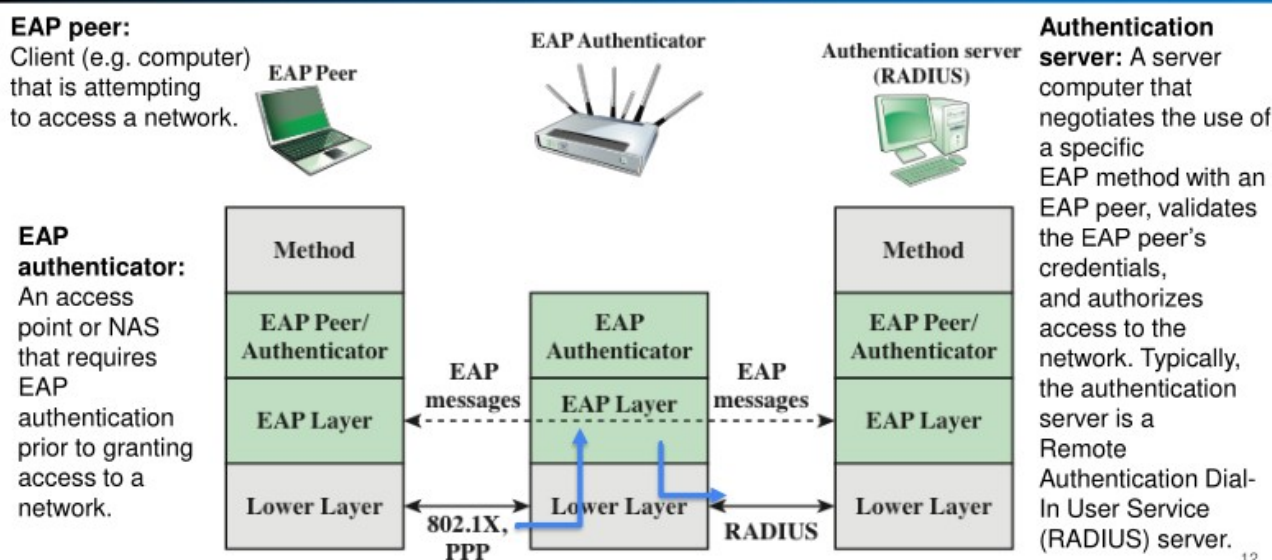 EAP peer:
Client (e.g. computer)
that is attempting
to access a network.
EAP Peer
EAP Authenticator
Authentication server
(RADIUS)
Authentication
server: A server
computer that
negotiates the use of
a specific
EAP method with an
EAP peer, validates
the EAP peer's
credentials,
and authorizes
access to the
network. Typically,
the authentication
server is a
Remote
Authentication Dial-
In User Service
(RADIUS) server.
EAP
authenticator:
An access
point or NAS
that requires
EAP
authentication
prior to granting
access to a
network.
Method
EAP Peer/
Authenticator
EAP Layer
Lower Layer
EAP
messages
802.1X,
PPP
EAP
Authenticator
EAP Layer
Lower Layer
EAP
messages
RADIUS
Method
EAP Peer/
Authenticator
EAP Layer
Lower Layer
12